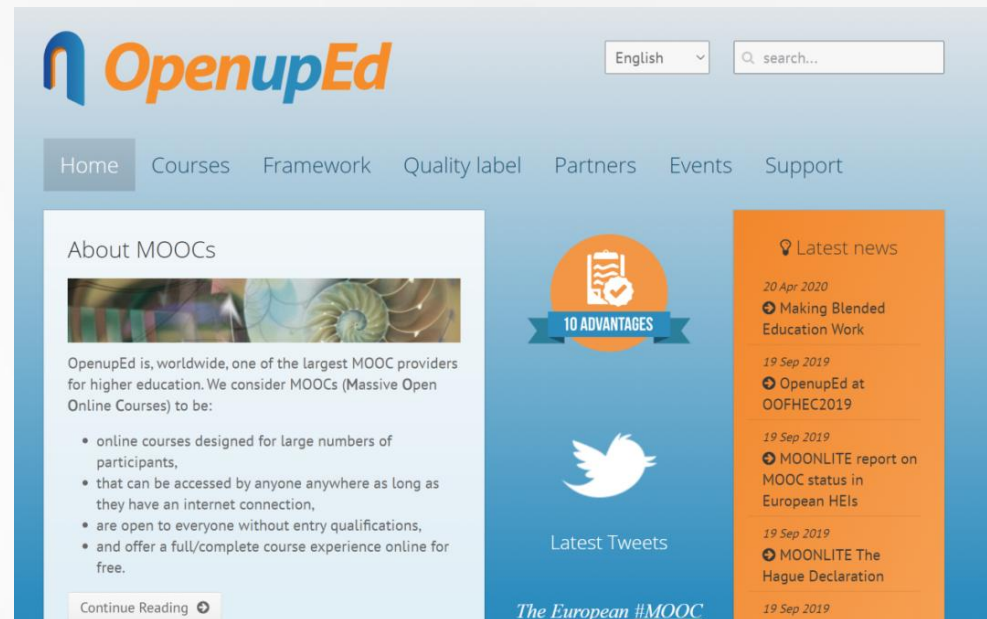 OpenupEd
English
search...
Home Courses Framework Quality label Partners Events Support
About MOOCs
OpenupEd is, worldwide, one of the largest MOOC providers
for higher education. We consider MOOCs (Massive Open
Online Courses) to be:
• online courses designed for large numbers of
participants,
• that can be accessed by anyone anywhere as long as
they have an internet connection,
• are open to everyone without entry qualifications,
• and offer a full/complete course experience online for
free.
Continue Reading
10 ADVANTAGES
Latest Tweets
The European #MOOC
Latest news
20 Apr 2020
Making Blended
Education Work
19 Sep 2019
OpenupEd at
OOFHEC2019
19 Sep 2019
MOONLITE report on
MOOC status in
European HEIs
19 Sep 2019
MOONLITE The
Hague Declaration
19 Sep 2019